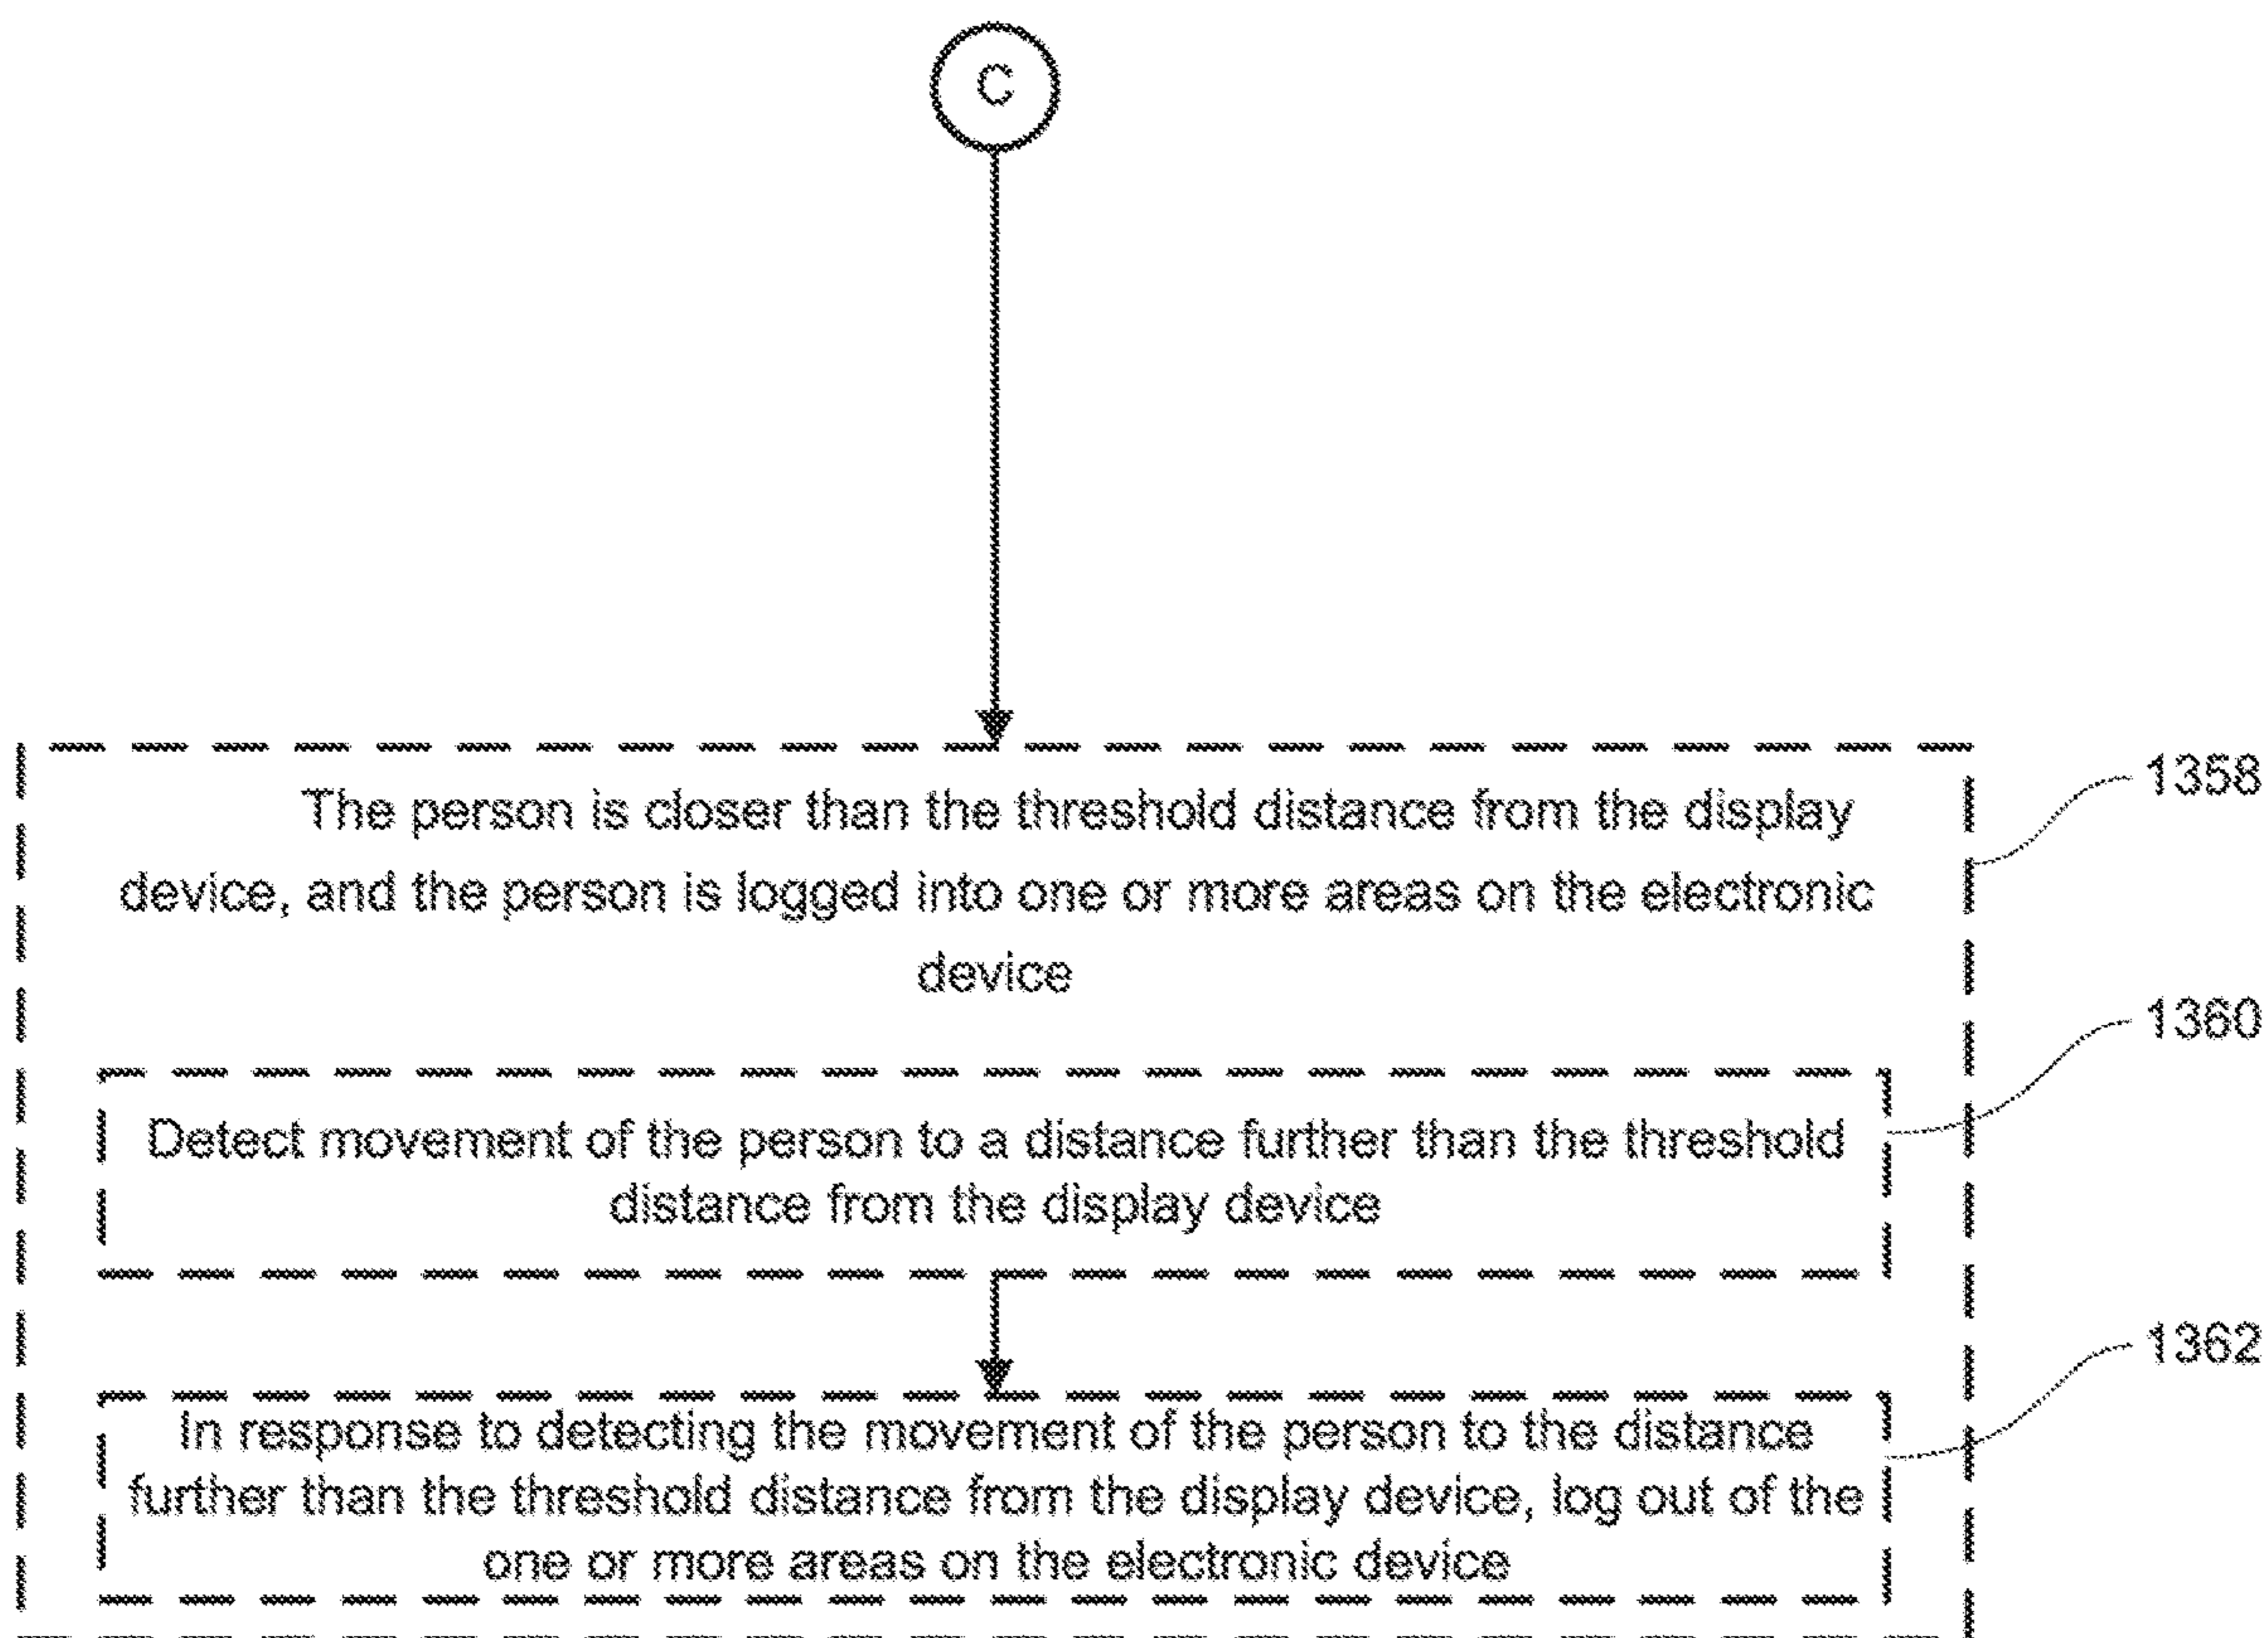 C
The person is closer than the threshold distance from the display
device, and the person is logged into one or more areas on the electronic
device
1358
1360
Detect movement of the person to a distance further than the threshold
distance from the display device
1362
In response to detecting the movement of the person to the distance
further than the threshold distance from the display device, log out of the
one or more areas on the electronic device